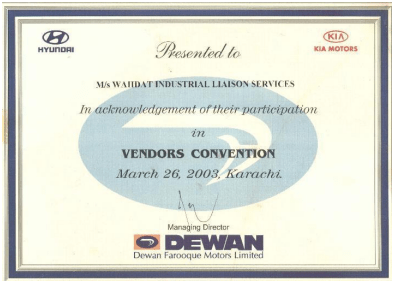 HYUNDAI
Presented to
KIA
KIA MOTORS
M/s WAHDAT INDUSTRIAL LIAISON SERVICES
In acknowledgement of their participation
in
VENDORS CONVENTION
March 26, 2003, Karachi.
Managing Director
DEWAN
Dewan Farooque Motors Limited